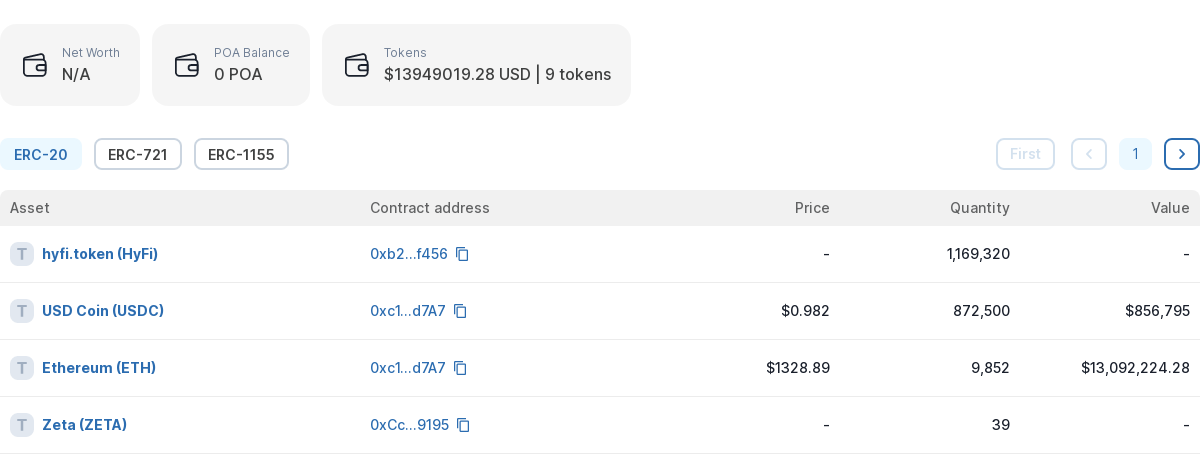 Net Worth
N/A
POA Balance
0 POA
Tokens
$13949019.28 USD | 9 tokens
ERC-20 ERC-721 ERC-1155 First 1
Asset Contract address Price Quantity Value
T hyfi.token (HyFi) 0xb2...f456 - 1,169,320 -
T USD Coin (USDC) 0xc1...d7A7 $0.982 872,500 $856,795
T Ethereum (ETH) 0xc1...d7A7 $1328.89 9,852 $13,092,224.28
T Zeta (ZETA) 0xCc...9195 - 39 -